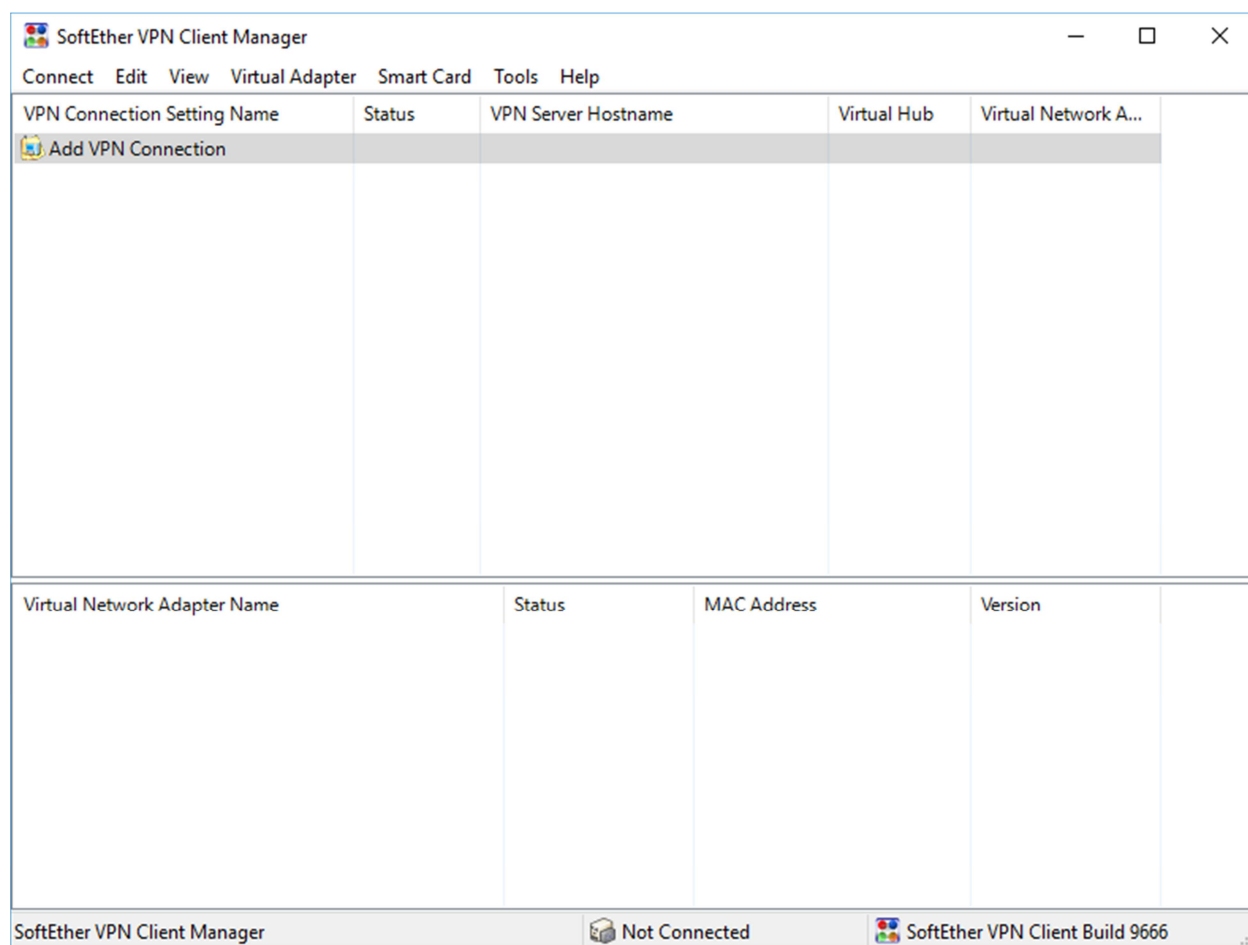 SoftEther VPN Client Manager
Connect Edit View Virtual Adapter Smart Card Tools Help
VPN Connection Setting Name Status VPN Server Hostname Virtual Hub Virtual Network A...
Add VPN Connection
Virtual Network Adapter Name Status MAC Address Version
SoftEther VPN Client Manager Not Connected SoftEther VPN Client Build 9666